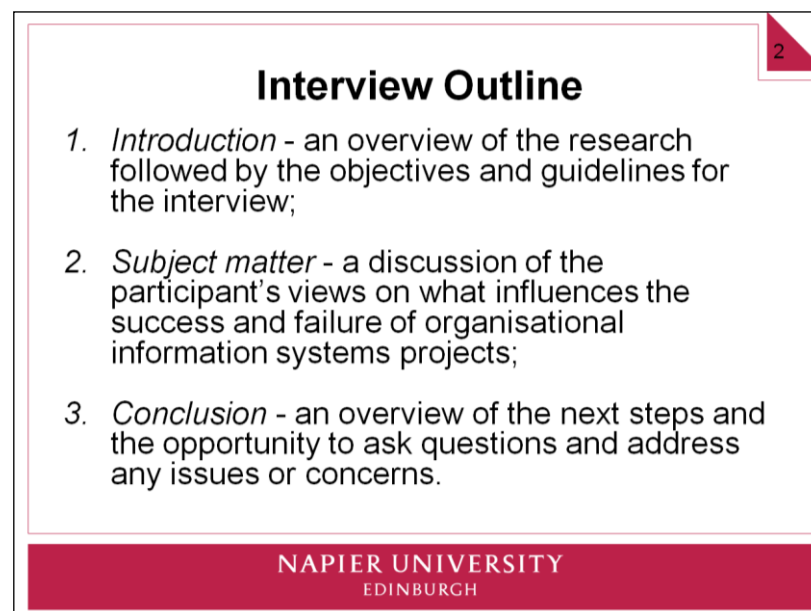 2
Interview Outline
1. Introduction - an overview of the research
followed by the objectives and guidelines for
the interview;
2. Subject matter - a discussion of the
participant's views on what influences the
success and failure of organisational
information systems projects;
3. Conclusion - an overview of the next steps and
the opportunity to ask questions and address
any issues or concerns.
NAPIER UNIVERSITY
EDINBURGH